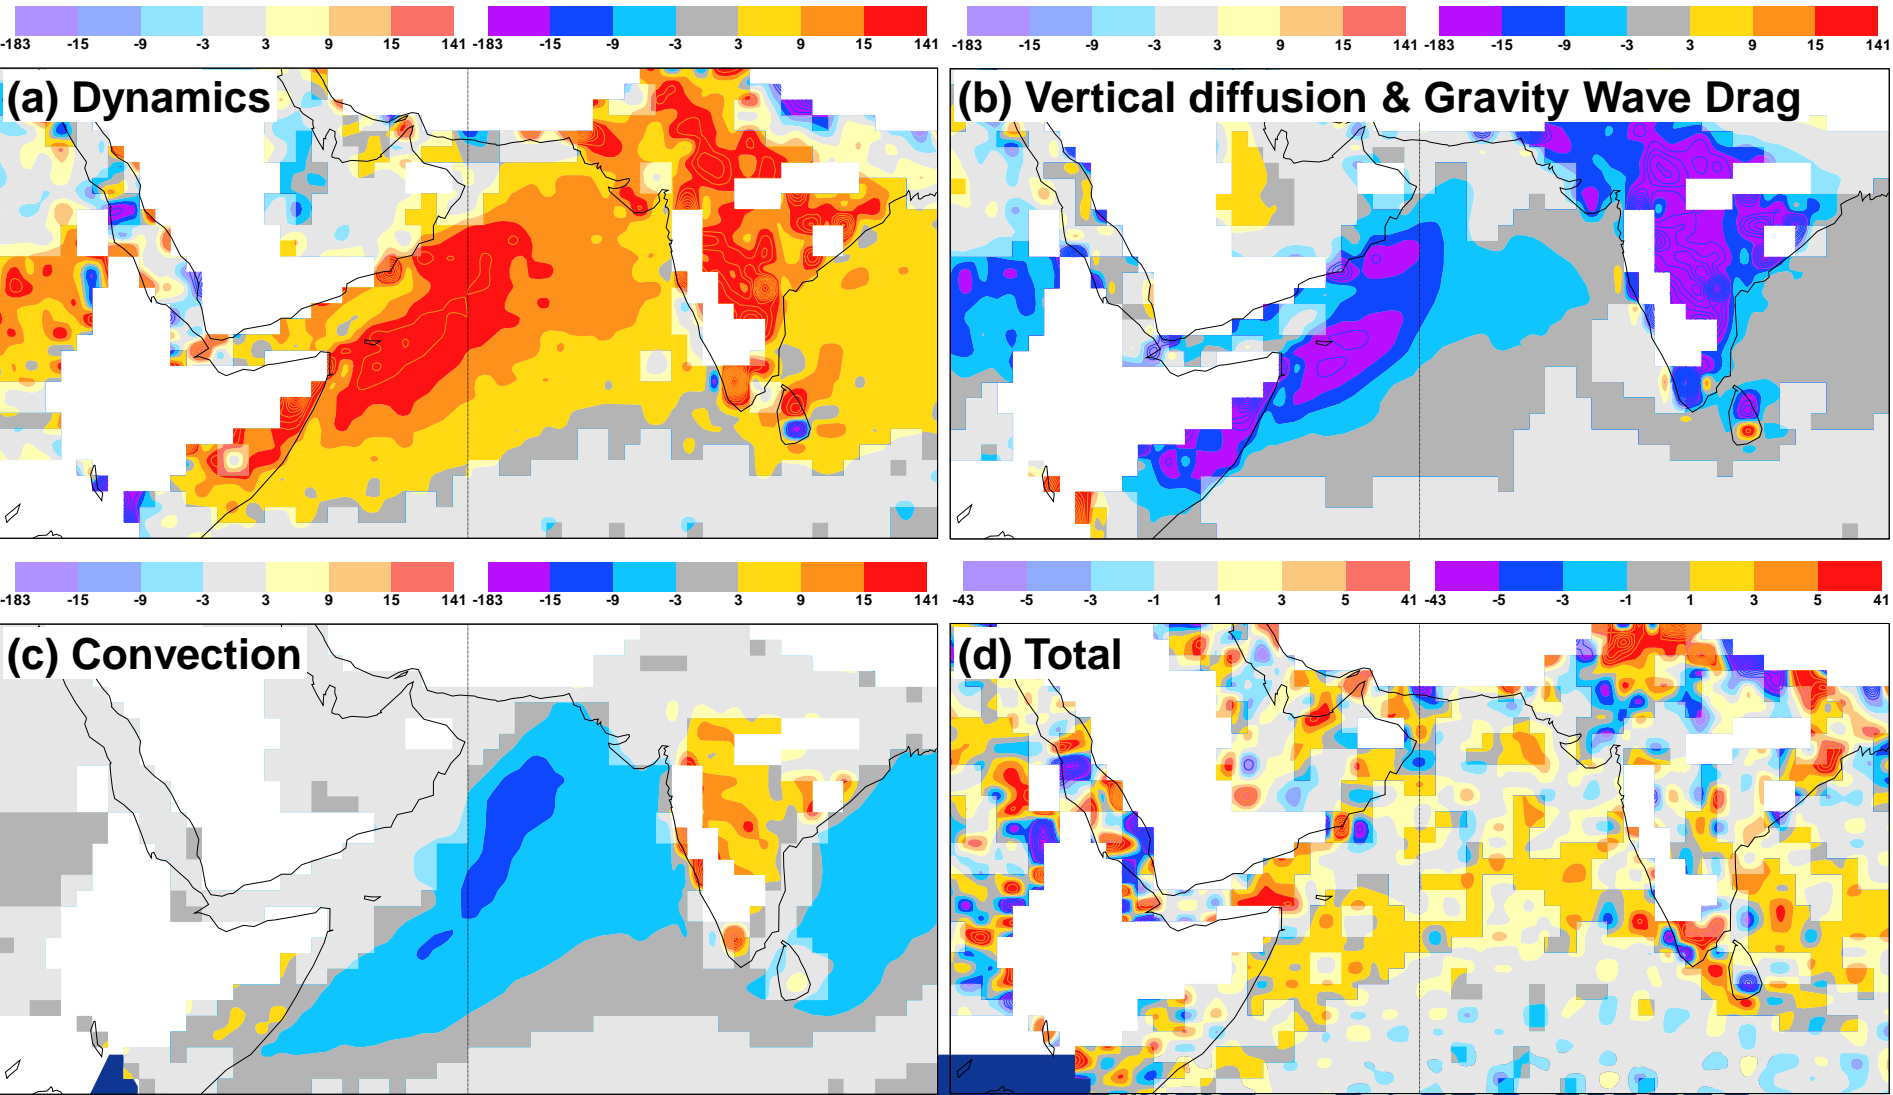 -183 -15 -9 -3 3 9 15 141 -183 -15 -9 -3 3 9 15 141
-183 -15 -9 -3 3 9 15 141 -183 -15 -9 -3 3 9 15 141
(a) Dynamics
(b) Vertical diffusion & Gravity Wave Drag
-183 -15 -9 -3 3 9 15 141 -183 -15 -9 -3 3 9 15 141
-43 -5 -3 -1 1 3 5 41 -43 -5 -3 -1 1 3 5 41
(c) Convection
(d) Total